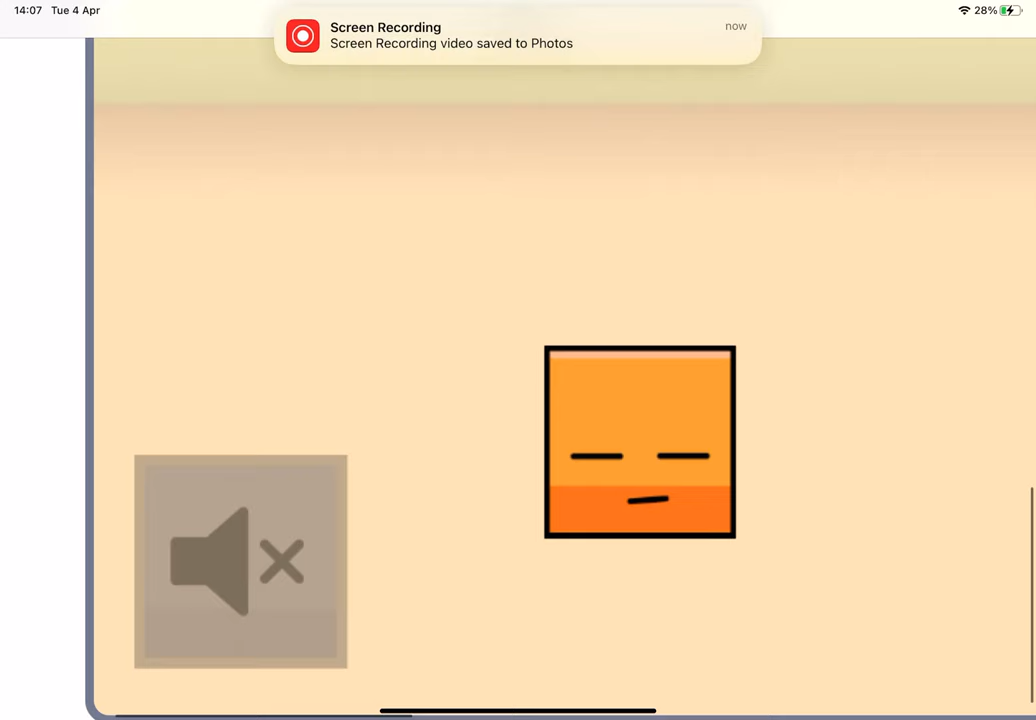 14:07 Tue 4 Apr
28%
Screen Recording
now
Screen Recording video saved to Photos